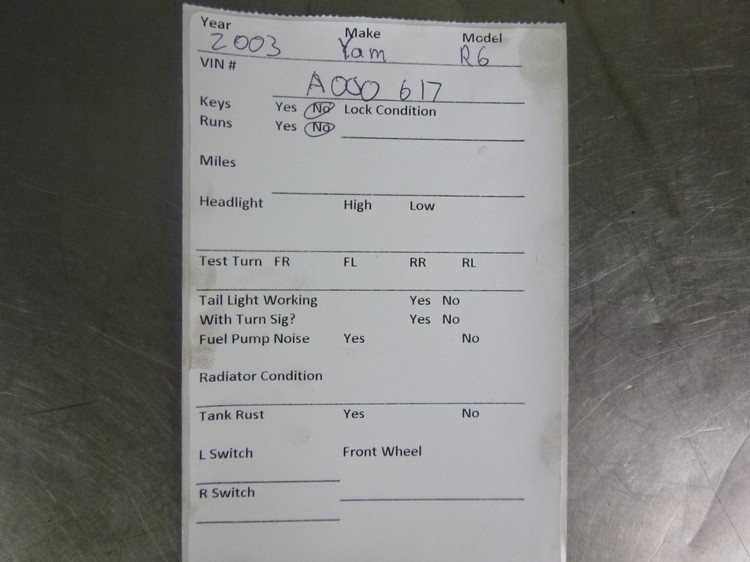 Year Make Model
2003 Yam R6
VIN #
A000 617
Keys Yes No Lock Condition
Runs Yes No
Miles
Headlight High Low
Test Turn FR FL RR RL
Tail Light Working Yes No
With Turn Sig? Yes No
Fuel Pump Noise Yes No
Radiator Condition
Tank Rust Yes No
L Switch Front Wheel
R Switch